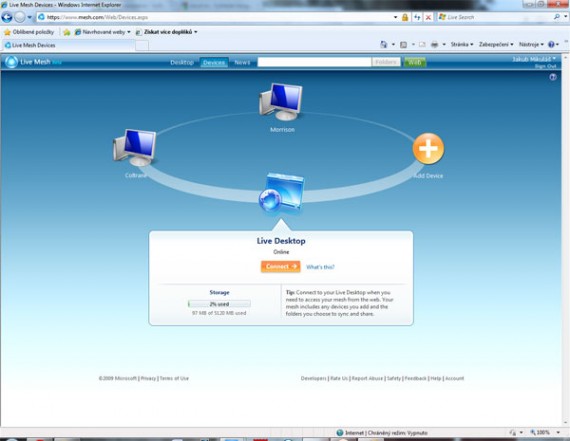 Live Mesh Devices - Windows Internet Explorer
https://www.mesh.com/Web/Devices.aspx
Live Search
Oblíbené položky Navrhované weby Získat více doplňků
Live Mesh Devices
Stránka Zabezpečení Nástroje
Live Mesh beta Desktop Devices News Folders Web
Jakub Mikuláš
Sign Out
Morrison
Coltrane
Add Device
Live Desktop
Online
Connect What's this?
Storage
2% used
97 MB of 5120 MB used
Tip: Connect to your Live Desktop when you
need to access your mesh from the web. Your
mesh includes any devices you add and the
folders you choose to sync and share.
©2009 Microsoft | Privacy | Terms of Use
Developers | Rate Us | Report Abuse | Safety | Feedback | Help | Account
Internet | Chráněný režim: Vypnuto
100%